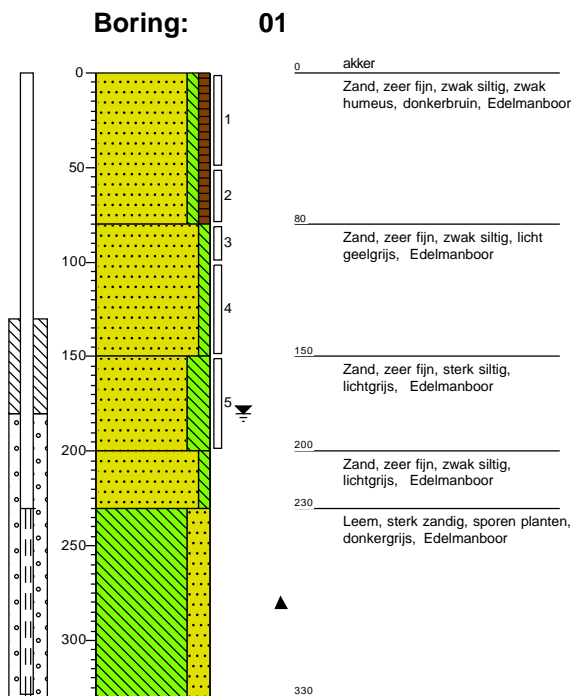 Boring: 01
0
50
100
150
200
250
300
1
2
3
4
5
0 akker
Zand, zeer fijn, zwak siltig, zwak
humeus, donkerbruin, Edelmanboor
80
Zand, zeer fijn, zwak siltig, licht
geelgrijs, Edelmanboor
150
Zand, zeer fijn, sterk siltig,
lichtgrijs, Edelmanboor
200
Zand, zeer fijn, zwak siltig,
lichtgrijs, Edelmanboor
230
Leem, sterk zandig, sporen planten,
donkergrijs, Edelmanboor
330